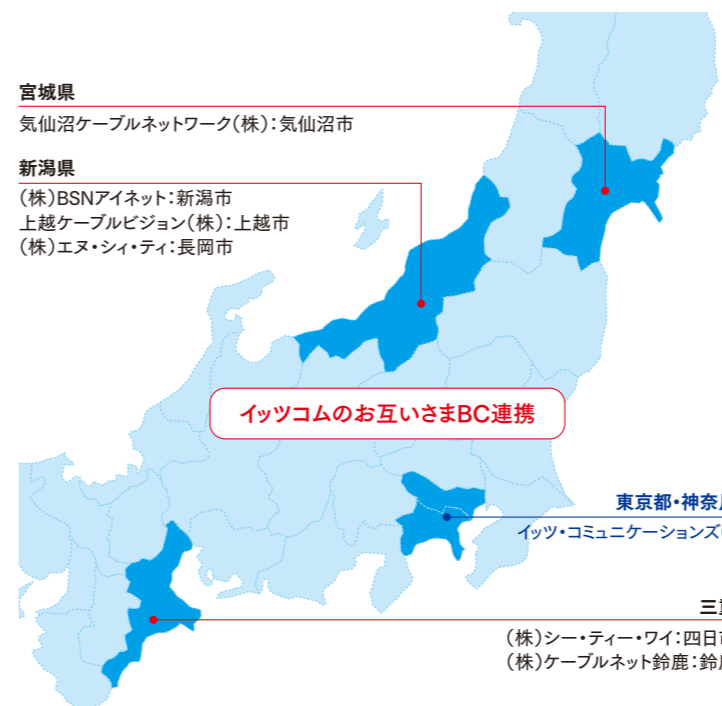 宮城県
気仙沼ケーブルネットワーク(株):気仙沼市
新潟県
(株)BSNアイネット:新潟市
上越ケーブルビジョン(株):上越市
(株)エヌ・シィ・ティ:長岡市
イッツコムのお互いさまBC連携
東京都・神奈
イッツ・コミュニケーションズ
三
(株)シー・ティー・ワイ:四日
(株)ケーブルネット鈴鹿:鈴